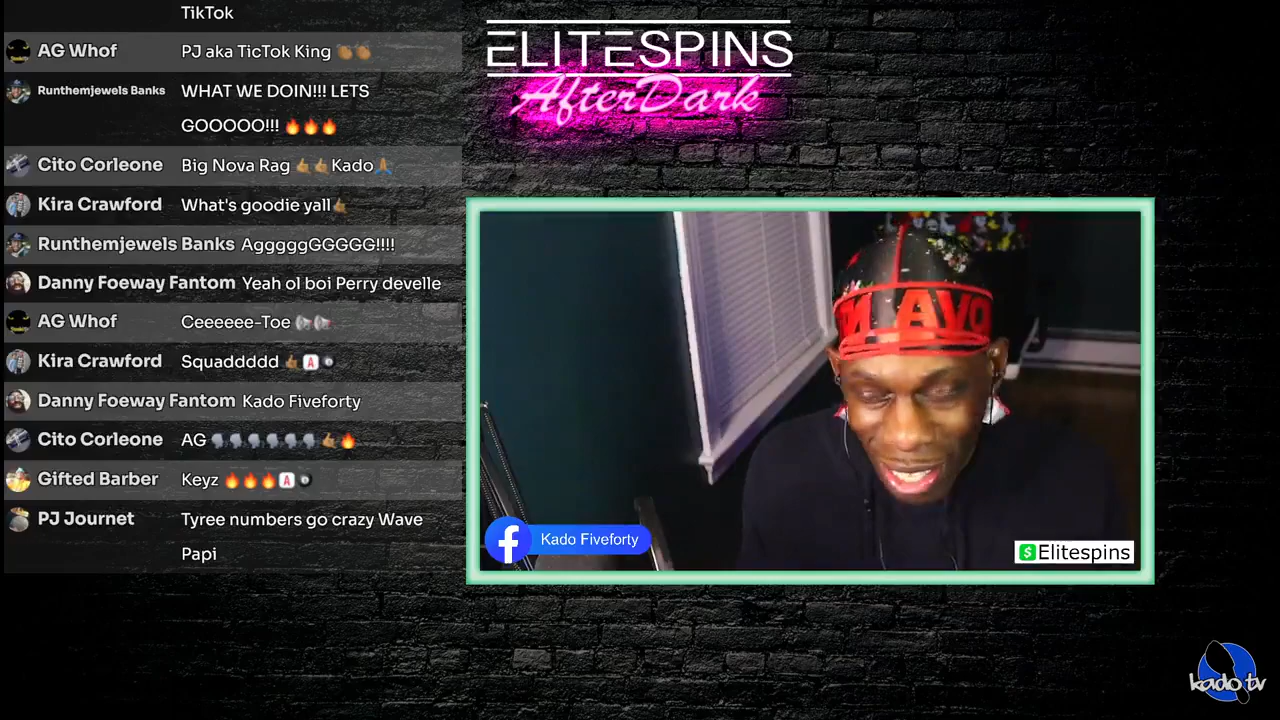 TikTok
AG Whof PJ aka TicTok King 👏🏾👏🏾
Runthemjewels Banks WHAT WE DOIN!!! LETS
GOOOOO!!! 🔥🔥🔥
Cito Corleone Big Nova Rag 🤙🏾🤙🏾Kado🙏🏾
Kira Crawford What's goodie yall🤙🏾
Runthemjewels Banks AgggggGGGGG!!!!
Danny Foeway Fantom Yeah ol boi Perry develle
AG Whof Ceeeeee-Toe 📢📢
Kira Crawford Squaddddd 🤙🏾🅰️🎱
Danny Foeway Fantom Kado Fiveforty
Cito Corleone AG 🗣🗣🗣🗣🗣🗣🤙🏾🔥
Gifted Barber Keyz 🔥🔥🔥🅰️🎱
PJ Journet Tyree numbers go crazy Wave
Papi
ELITESPINS
AfterDark
Kado Fiveforty
$Elitespins
kado tv